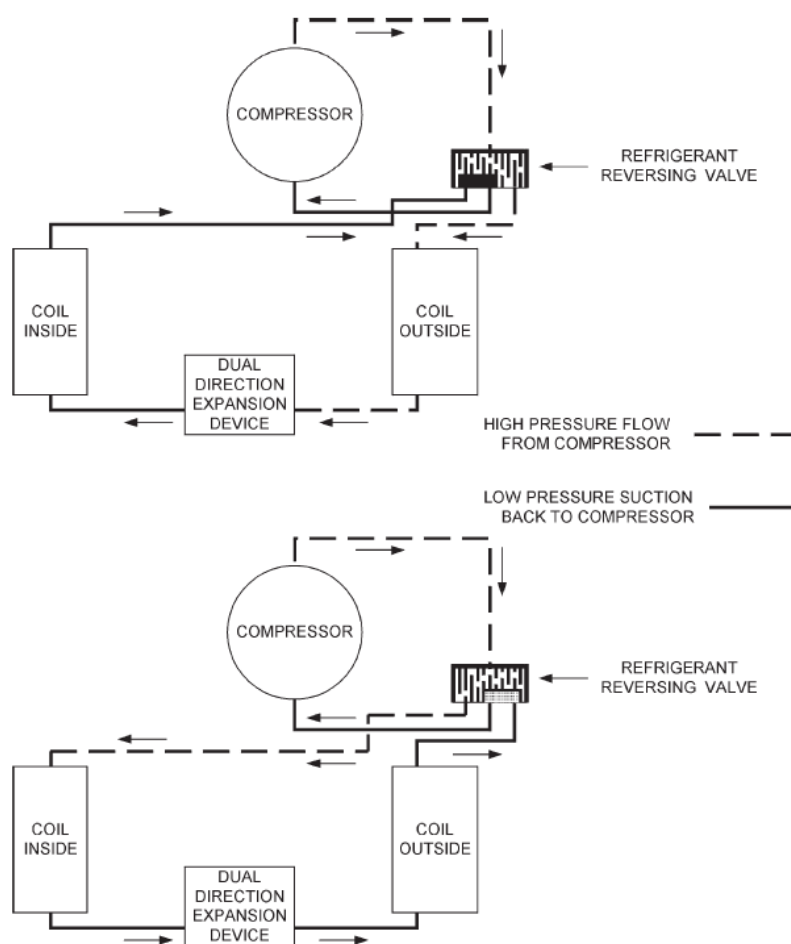 COMPRESSOR
REFRIGERANT
REVERSING VALVE
COIL
INSIDE
COIL
OUTSIDE
DUAL
DIRECTION
EXPANSION
DEVICE
HIGH PRESSURE FLOW
FROM COMPRESSOR
LOW PRESSURE SUCTION
BACK TO COMPRESSOR
COMPRESSOR
REFRIGERANT
REVERSING VALVE
COIL
INSIDE
COIL
OUTSIDE
DUAL
DIRECTION
EXPANSION
DEVICE